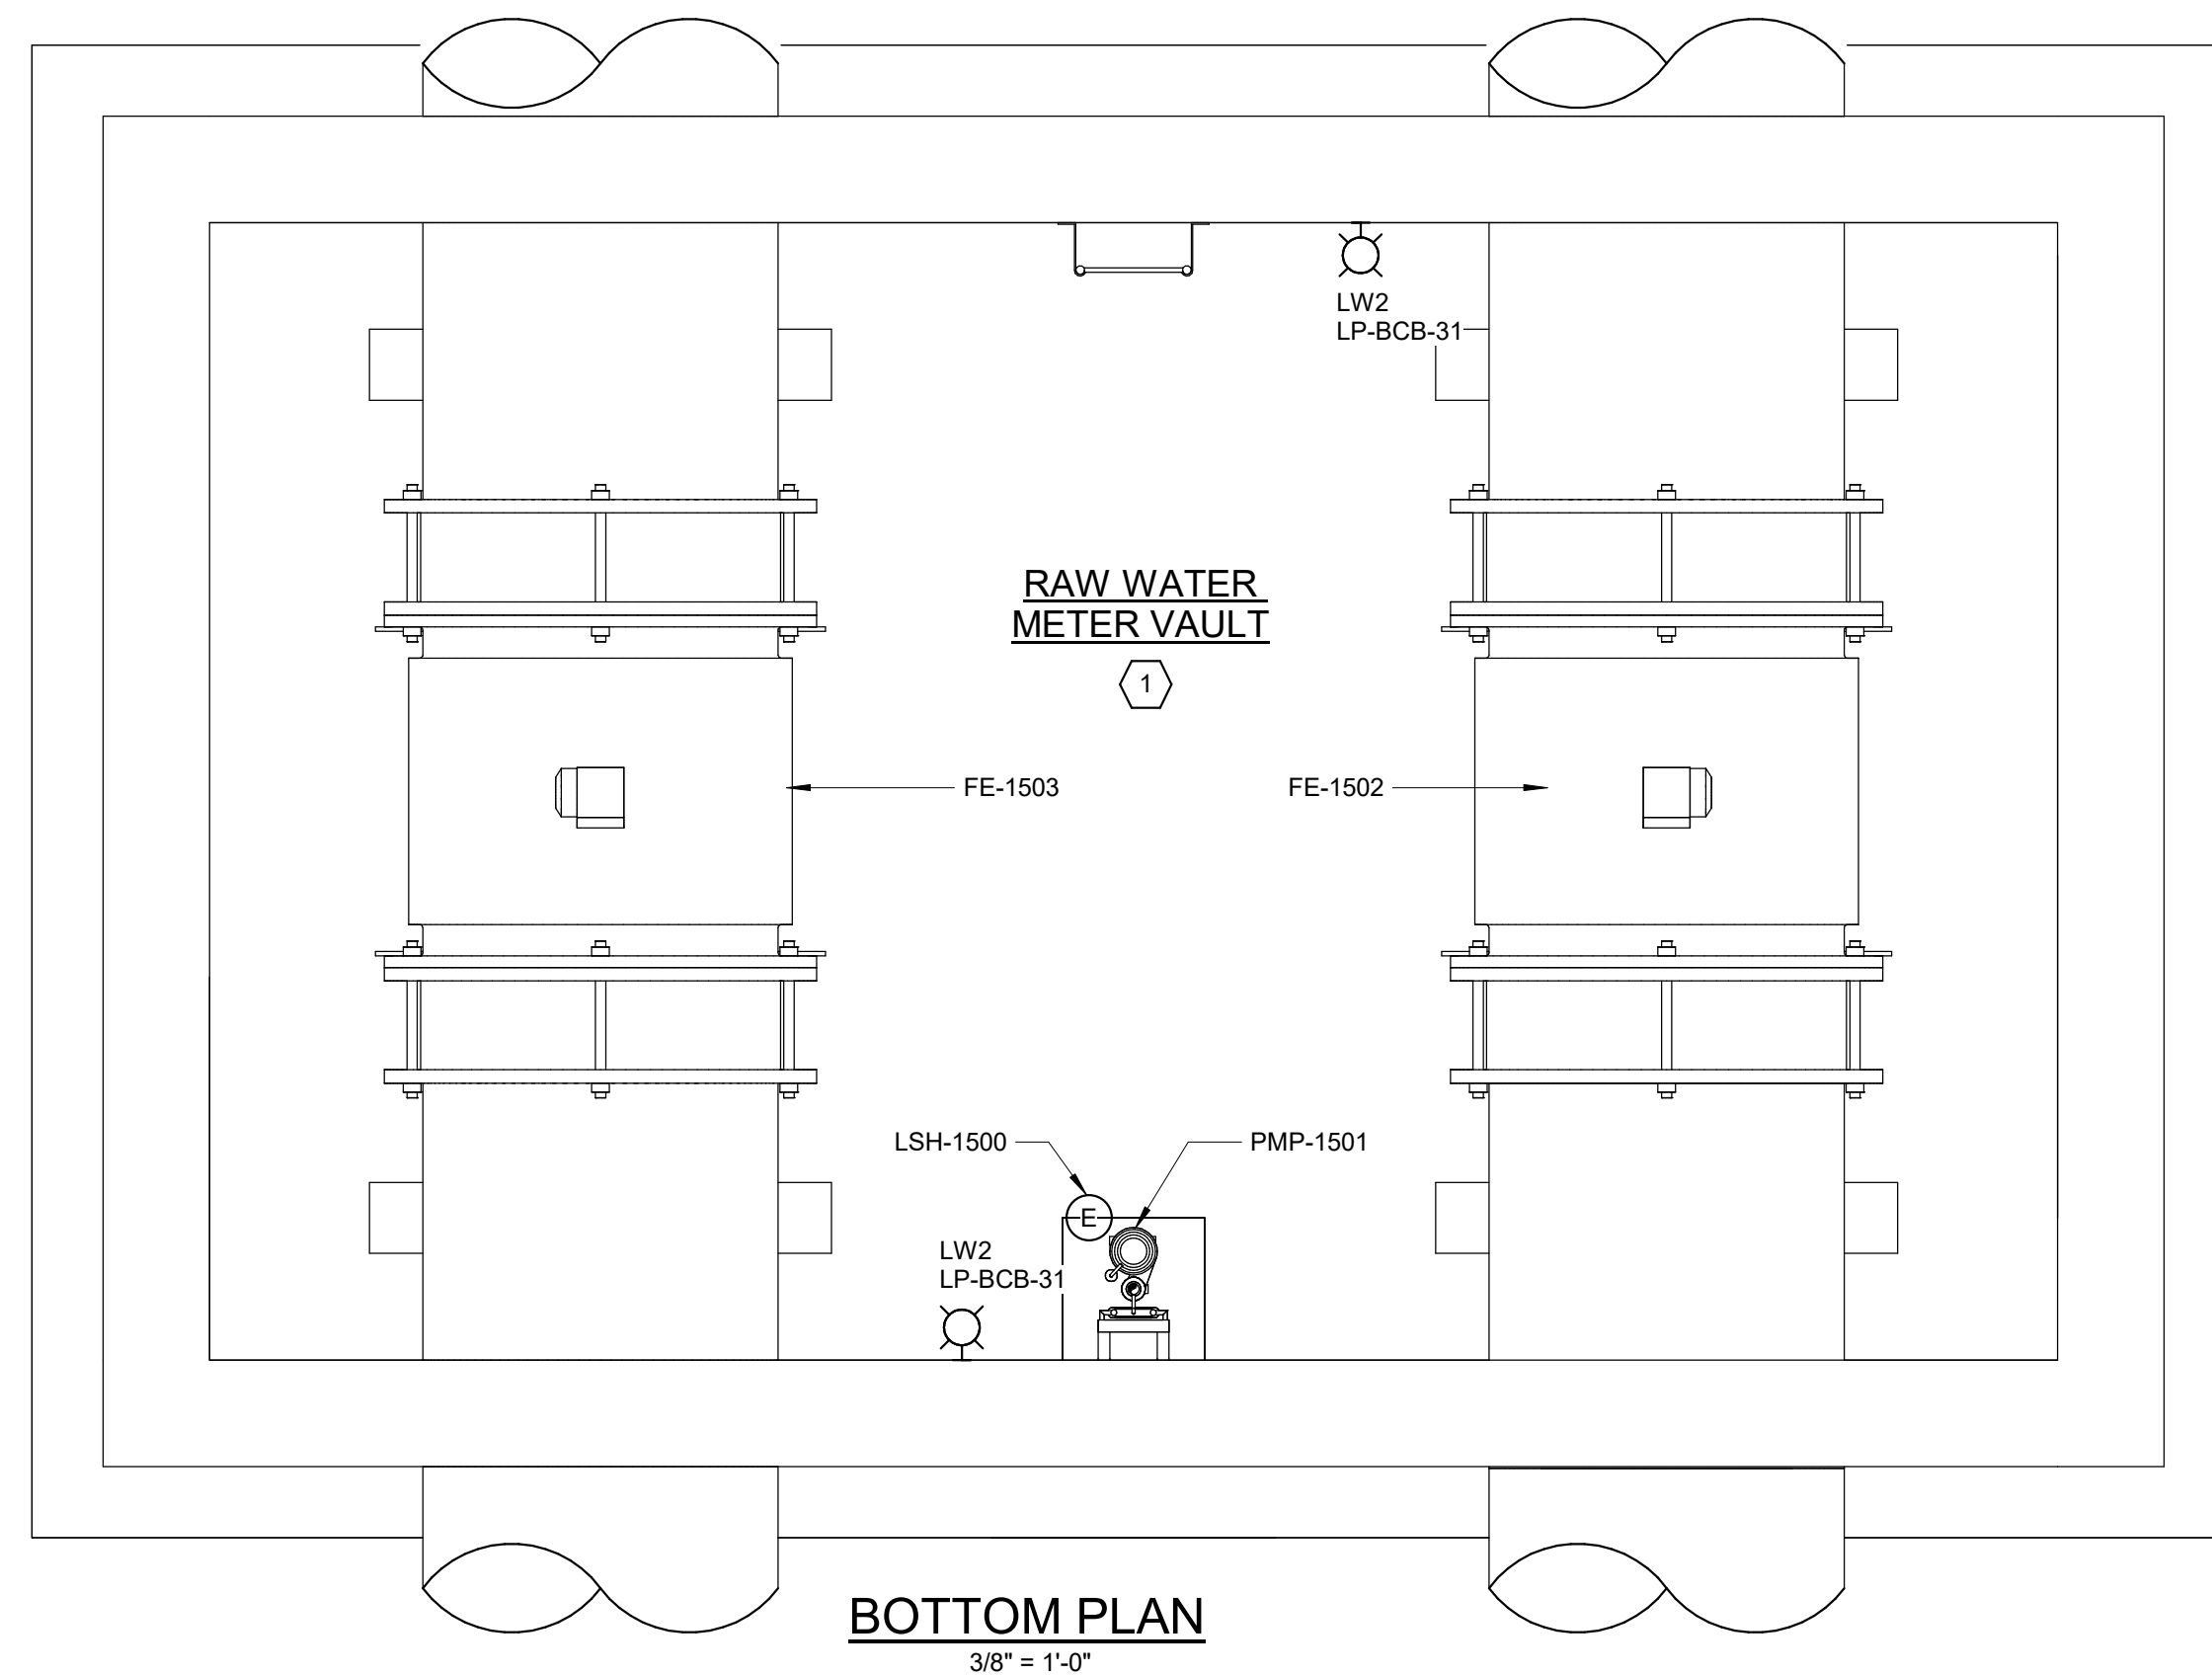 LW2
LP-BCB-31
RAW WATER
METER VAULT
1
FE-1503
FE-1502
LSH-1500
PMP-1501
E
LW2
LP-BCB-31
BOTTOM PLAN
3/8" = 1'-0"